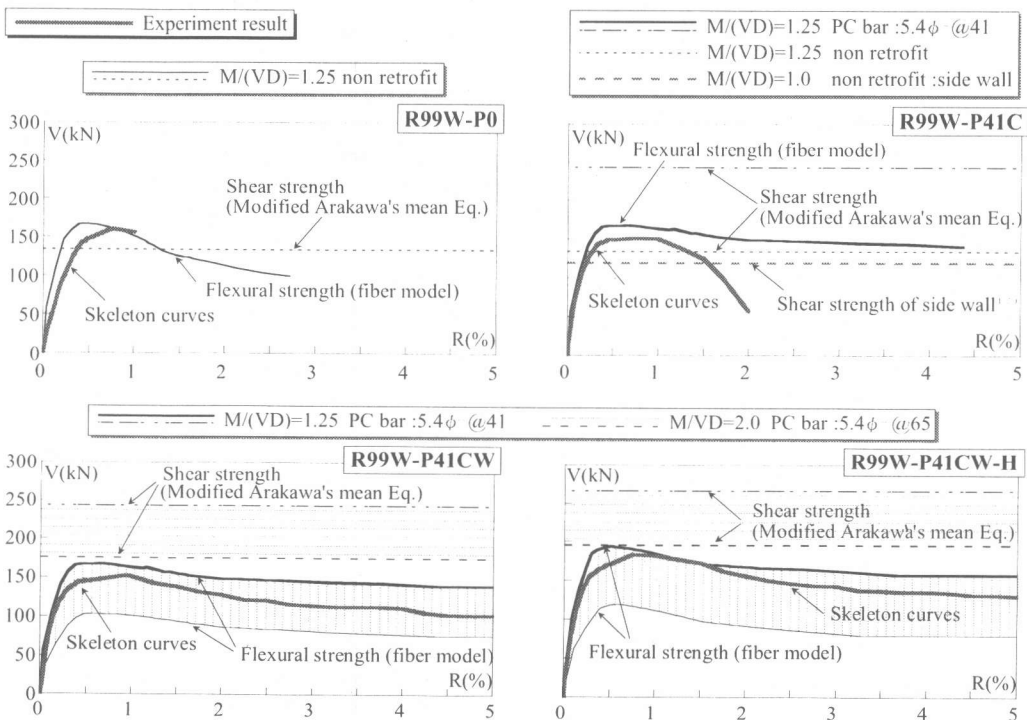 Experiment result
M/(VD)=1.25 non retrofit
M/(VD)=1.25 PC bar :5.4ϕ @41
M/(VD)=1.25 non retrofit
M/(VD)=1.0 non retrofit :side wall
R99W-P0
V(kN)
300
250
200
150
100
50
0
Shear strength
(Modified Arakawa's mean Eq.)
Flexural strength (fiber model)
Skeleton curves
R(%)
0 1 2 3 4 5
R99W-P41C
V(kN)
Flexural strength (fiber model)
Shear strength
(Modified Arakawa's mean Eq.)
Skeleton curves
Shear strength of side wall
R(%)
0 1 2 3 4 5
M/(VD)=1.25 PC bar :5.4ϕ @41
M/VD=2.0 PC bar :5.4ϕ @65
R99W-P41CW
V(kN)
300
250
200
150
100
50
0
Shear strength
(Modified Arakawa's mean Eq.)
Skeleton curves
Flexural strength (fiber model)
R(%)
0 1 2 3 4 5
R99W-P41CW-H
V(kN)
Shear strength
(Modified Arakawa's mean Eq.)
Skeleton curves
Flexural strength (fiber model)
R(%)
0 1 2 3 4 5